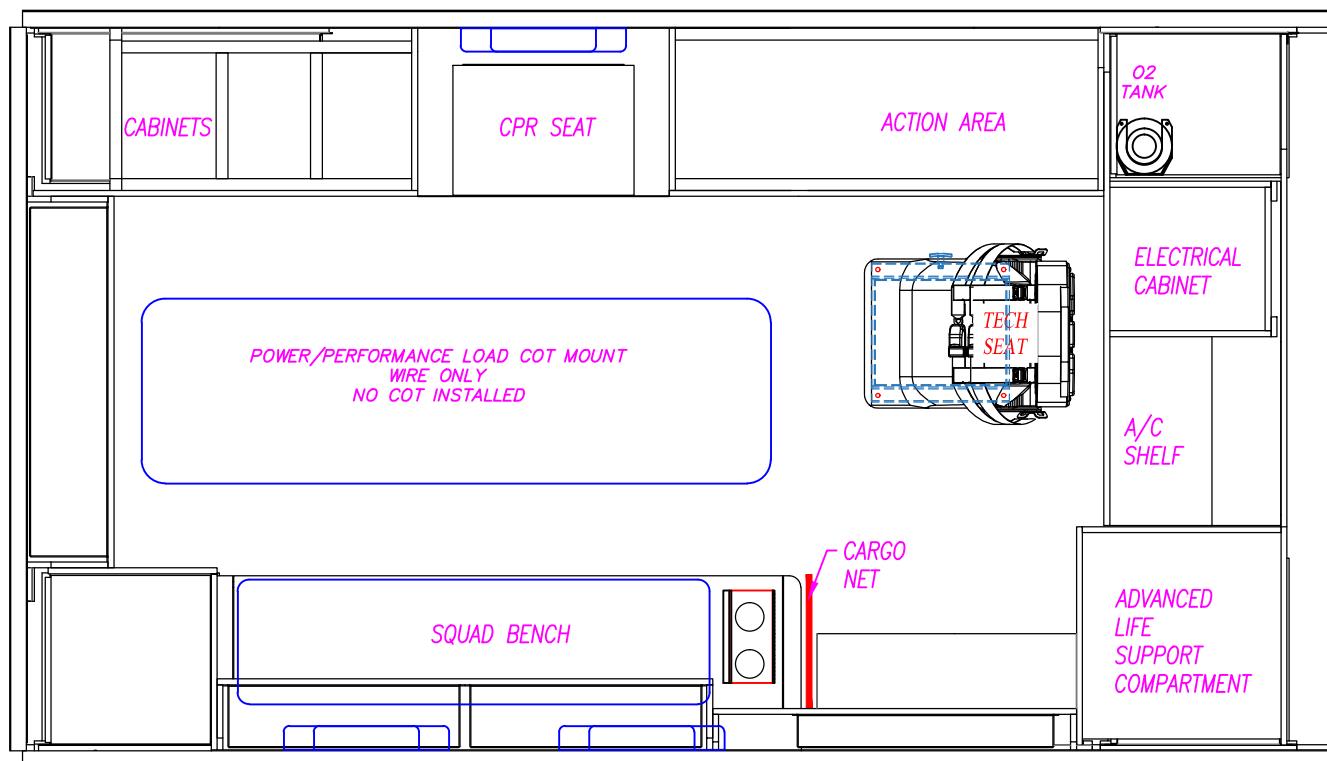 CABINETS
CPR SEAT
ACTION AREA
O2
TANK
ELECTRICAL
CABINET
TECH
SEAT
POWER/PERFORMANCE LOAD COT MOUNT
WIRE ONLY
NO COT INSTALLED
A/C
SHELF
CARGO
NET
SQUAD BENCH
ADVANCED
LIFE
SUPPORT
COMPARTMENT